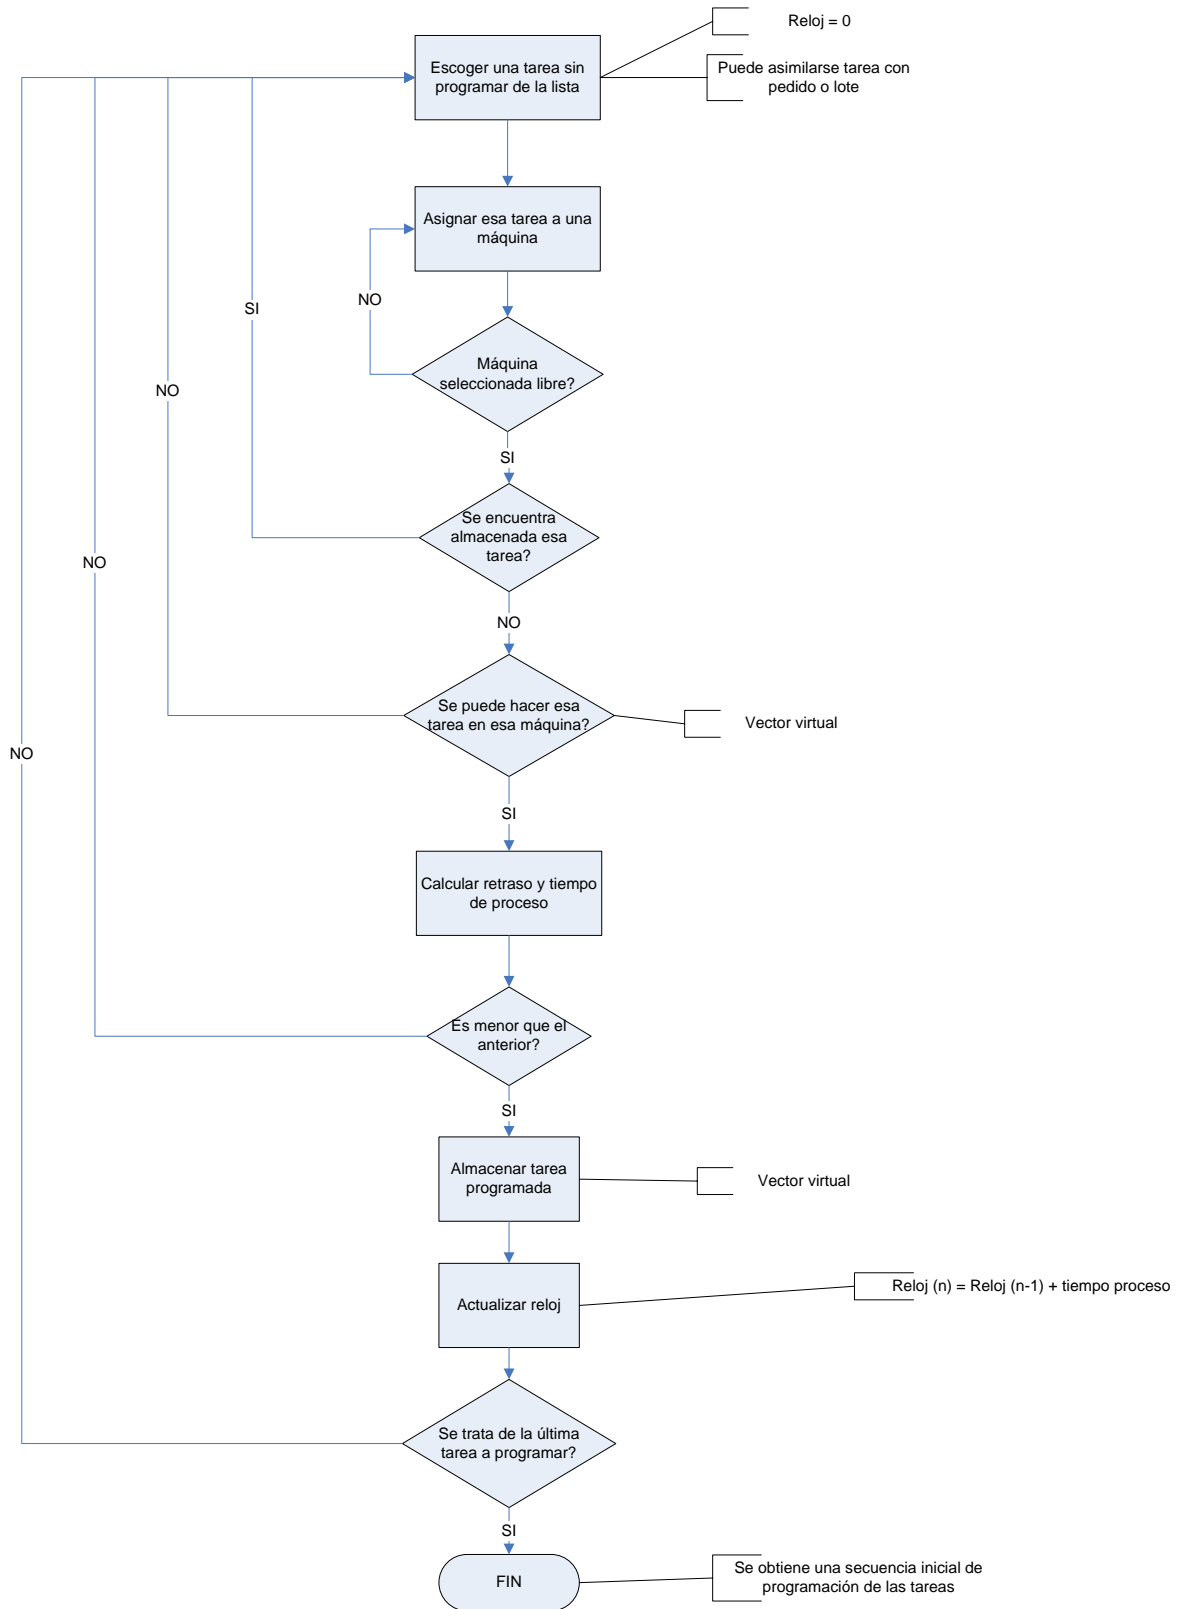 Reloj = 0
Escoger una tarea sin
programar de la lista
Puede asimilarse tarea con
pedido o lote
Asignar esa tarea a una
máquina
NO
SI
Máquina
seleccionada libre?
NO
SI
Se encuentra
almacenada esa
tarea?
NO
NO
Se puede hacer esa
tarea en esa máquina?
Vector virtual
NO
SI
Calcular retraso y tiempo
de proceso
Es menor que el
anterior?
SI
Almacenar tarea
programada
Vector virtual
Actualizar reloj
Reloj (n) = Reloj (n-1) + tiempo proceso
Se trata de la última
tarea a programar?
SI
FIN
Se obtiene una secuencia inicial de
programación de las tareas